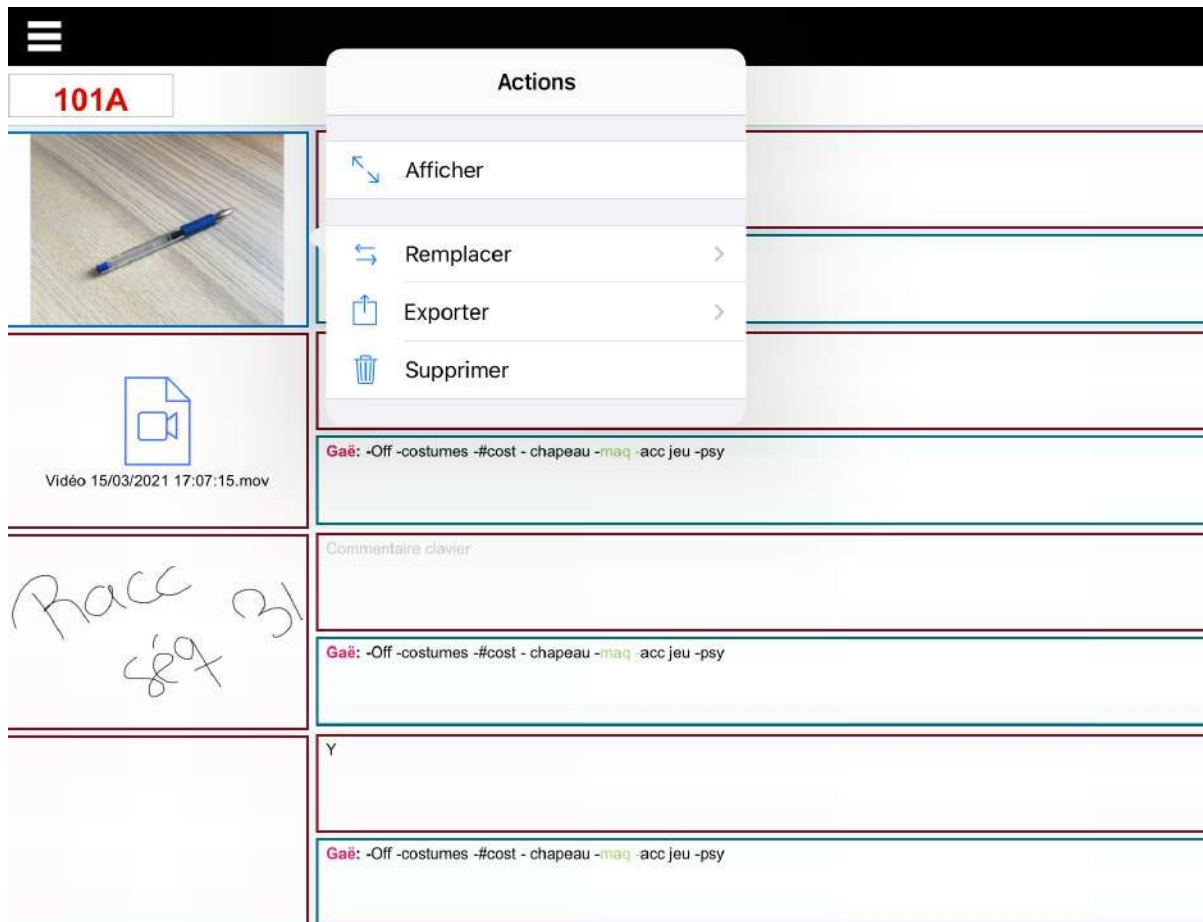 101A
Actions
Afficher
Remplacer
Exporter
Supprimer
Vidéo 15/03/2021 17:07:15.mov
Gaë: -Off -costumes -#cost - chapeau -maq -acc jeu -psy
Commentaire clavier
Racc
séq 31
Gaë: -Off -costumes -#cost - chapeau -maq -acc jeu -psy
Y
Gaë: -Off -costumes -#cost - chapeau -maq -acc jeu -psy